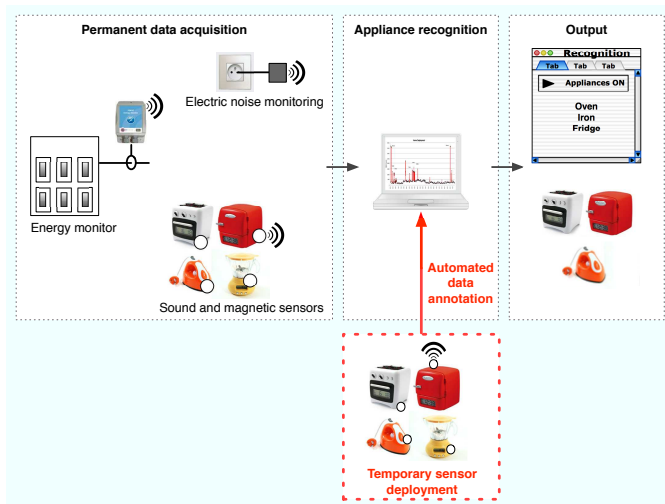 Permanent data acquisition
Electric noise monitoring
Energy monitor
Sound and magnetic sensors
Appliance recognition
Automated
data
annotation
Temporary sensor
deployment
Output
Recognition
Tab Tab Tab
Appliances ON
Oven
Iron
Fridge